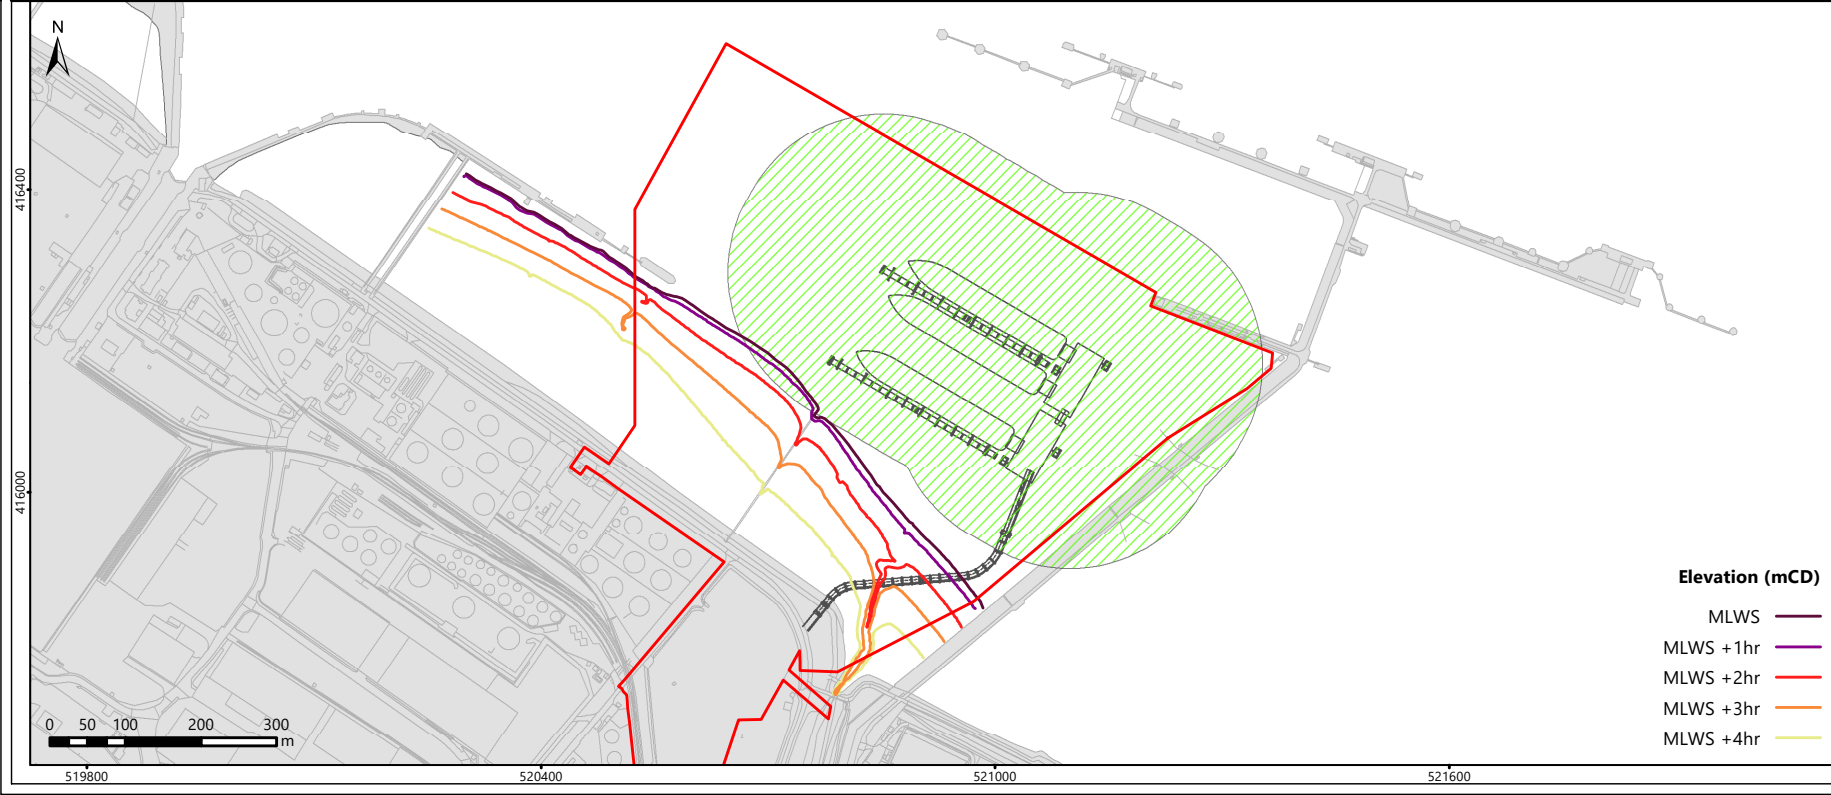 N
416400
416000
0 50 100 200 300
m
519800 520400 521000 521600
Elevation (mCD)
MLWS
MLWS +1hr
MLWS +2hr
MLWS +3hr
MLWS +4hr